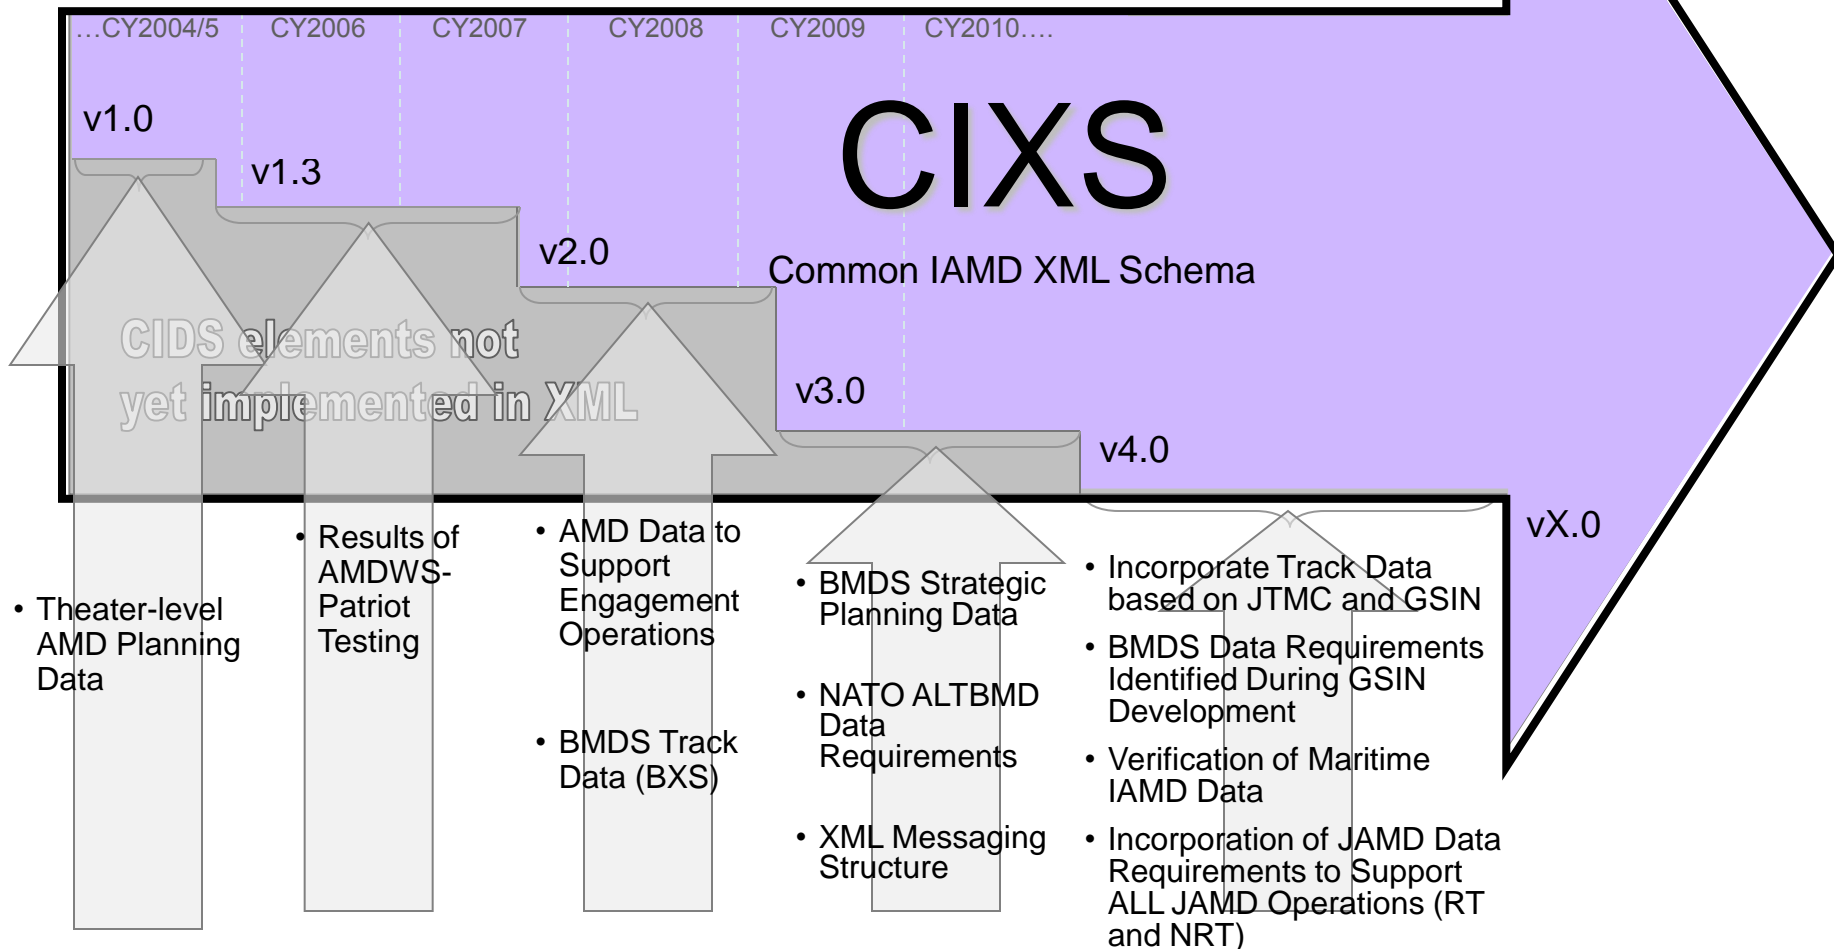 …CY2004/5 CY2006 CY2007 CY2008 CY2009 CY2010….
CIXS
Common IAMD XML Schema
v1.0
v1.3
v2.0
v3.0
v4.0
vX.0
CIDS elements not
yet implemented in XML
• Theater-level
AMD Planning
Data
• Results of
AMDWS-
Patriot
Testing
• AMD Data to
Support
Engagement
Operations
• BMDS Track
Data (BXS)
• BMDS Strategic
Planning Data
• NATO ALTBMD
Data
Requirements
• XML Messaging
Structure
• Incorporate Track Data
based on JTMC and GSIN
• BMDS Data Requirements
Identified During GSIN
Development
• Verification of Maritime
IAMD Data
• Incorporation of JAMD Data
Requirements to Support
ALL JAMD Operations (RT
and NRT)